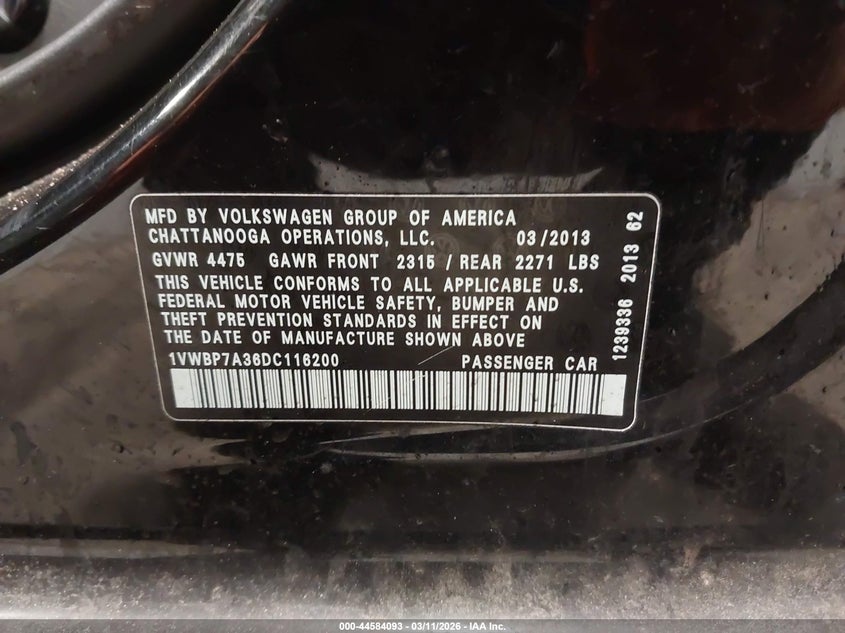 MFD BY VOLKSWAGEN GROUP OF AMERICA
CHATTANOOGA OPERATIONS, LLC. 03/2013
GVWR 4475 GAWR FRONT 2315 / REAR 2271 LBS
THIS VEHICLE CONFORMS TO ALL APPLICABLE U.S.
FEDERAL MOTOR VEHICLE SAFETY, BUMPER AND
THEFT PREVENTION STANDARDS IN EFFECT ON
THE DATE OF MANUFACTURE SHOWN ABOVE
1VWBP7A36DC116200 PASSENGER CAR
1239336 2013 62
000-44584093 - 03/11/2026 - IAA Inc.